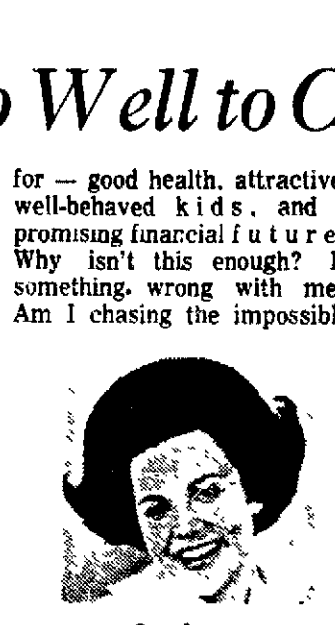 Well to
for — good health, attractive
well-behaved kids, and
promising financial future
Why isn't this enough?
something wrong with me
Am I chasing the impossibl